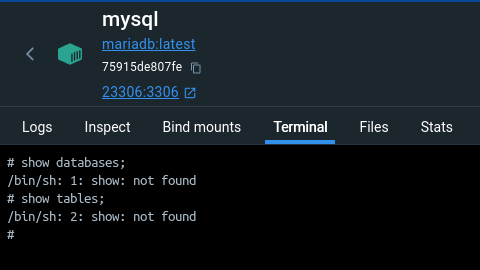 mysql
mariadb:latest
75915de807fe
23306:3306
Logs Inspect Bind mounts Terminal Files Stats
# show databases;
/bin/sh: 1: show: not found
# show tables;
/bin/sh: 2: show: not found
#